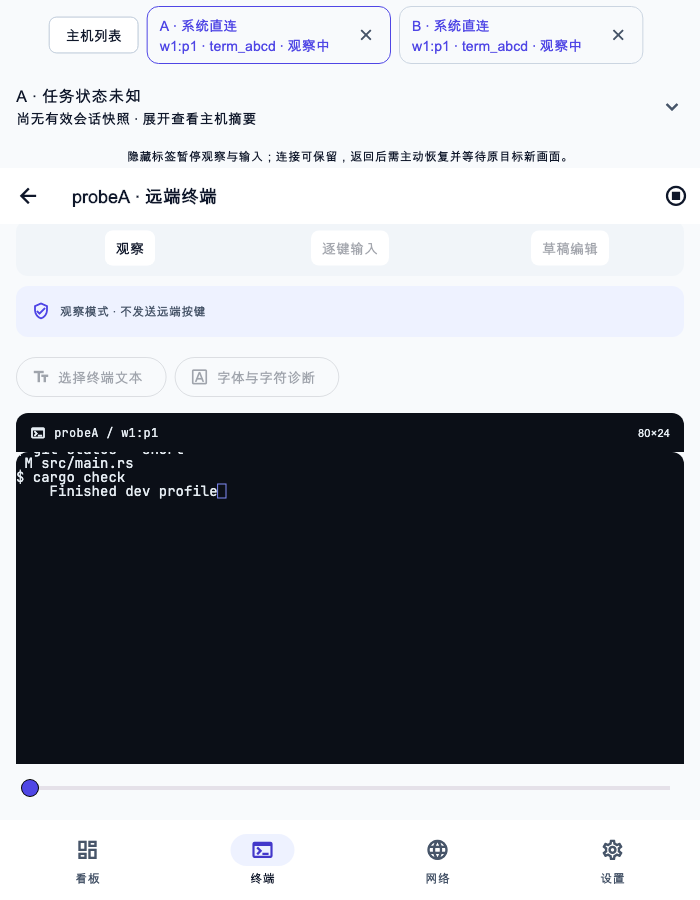 主机列表
A · 系统直连
w1:p1 · term_abcd · 观察中
B · 系统直连
w1:p1 · term_abcd · 观察中
A · 任务状态未知
尚无有效会话快照 · 展开查看主机摘要
隐藏标签暂停观察与输入；连接可保留，返回后需主动恢复并等待原目标新画面。
probeA · 远端终端
观察
逐键输入
草稿编辑
观察模式 · 不发送远端按键
选择终端文本
字体与字符诊断
probeA / w1:p1
80×24
M src/main.rs
$ cargo check
Finished dev profile
看板
终端
网络
设置